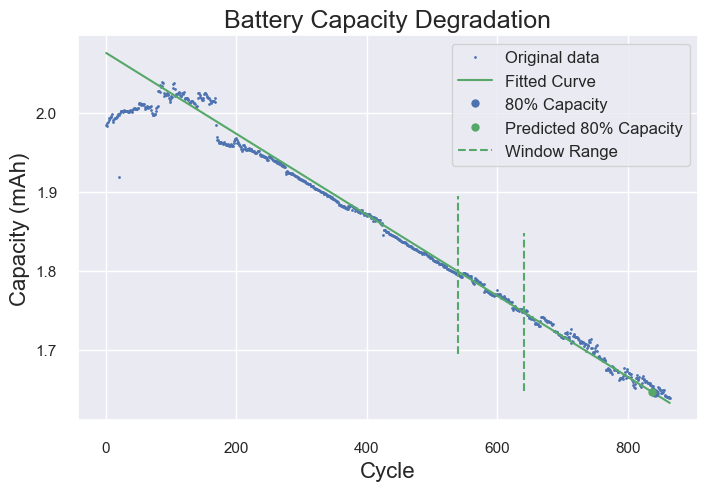 Battery Capacity Degradation
Original data
Fitted Curve
80% Capacity
Predicted 80% Capacity
Window Range
Capacity (mAh)
2.0
1.9
1.8
1.7
0 200 400 600 800
Cycle